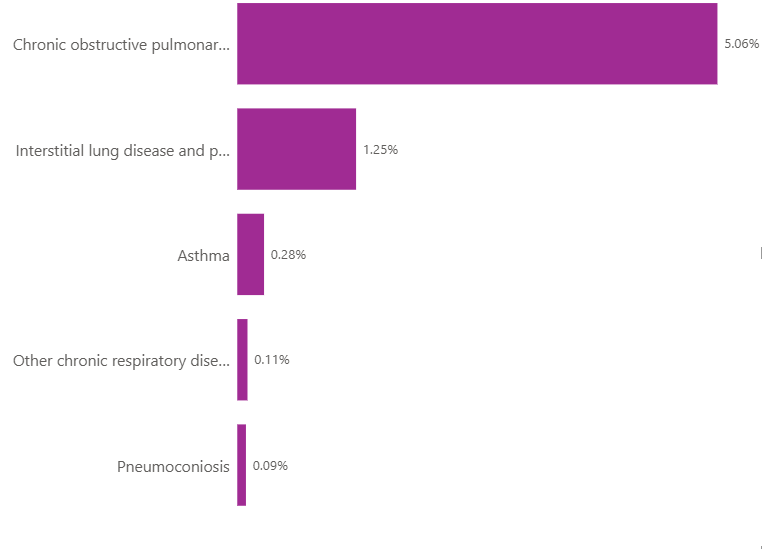 Chronic obstructive pulmonar... 5.06%
Interstitial lung disease and p... 1.25%
Asthma 0.28%
Other chronic respiratory dise... 0.11%
Pneumoconiosis 0.09%